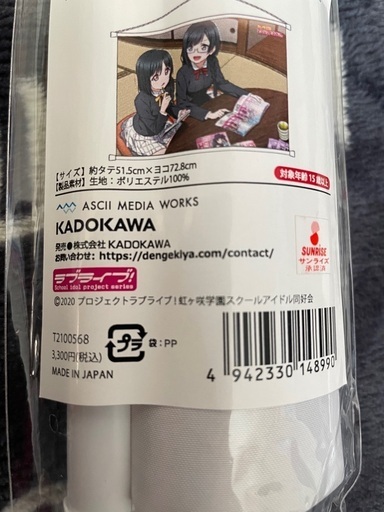 【サイズ】約タテ51.5cm×ヨコ72.8cm
【製品素材】生地：ポリエステル100%
対象年齢 15歳以上
ASCII MEDIA WORKS
KADOKAWA
発売●株式会社 KADOKAWA
お問い合わせ：https://dengekiya.com/contact/
SUNRISE
サンライズ
承認済
ラブライブ!
School idol project series
©2020 プロジェクトラブライブ！虹ヶ咲学園スクールアイドル同好会
T2100568
3,300円(税込)
MADE IN JAPAN
プラ
袋：PP
4 942330 148990